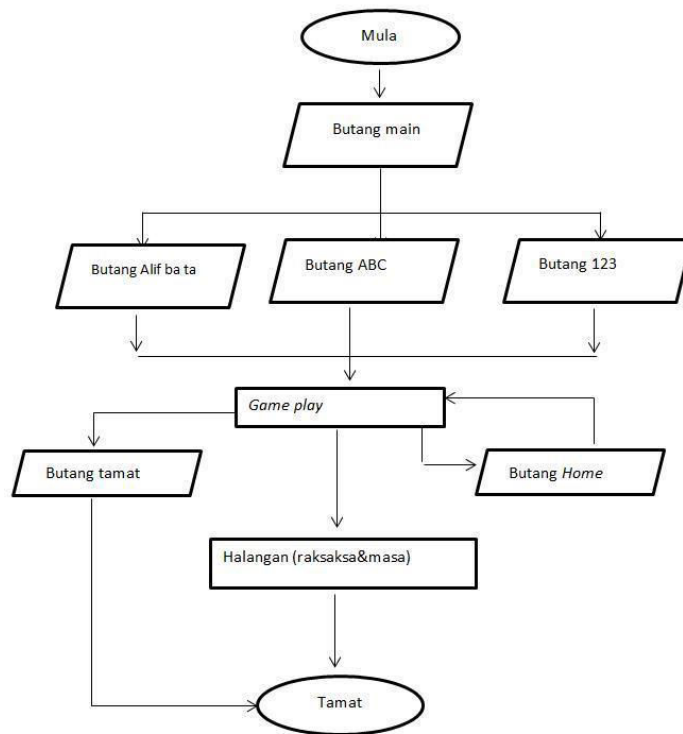 Mula
Butang main
Butang Alif ba ta
Butang ABC
Butang 123
Game play
Butang tamat
Butang Home
Halangan (raksaksa&masa)
Tamat